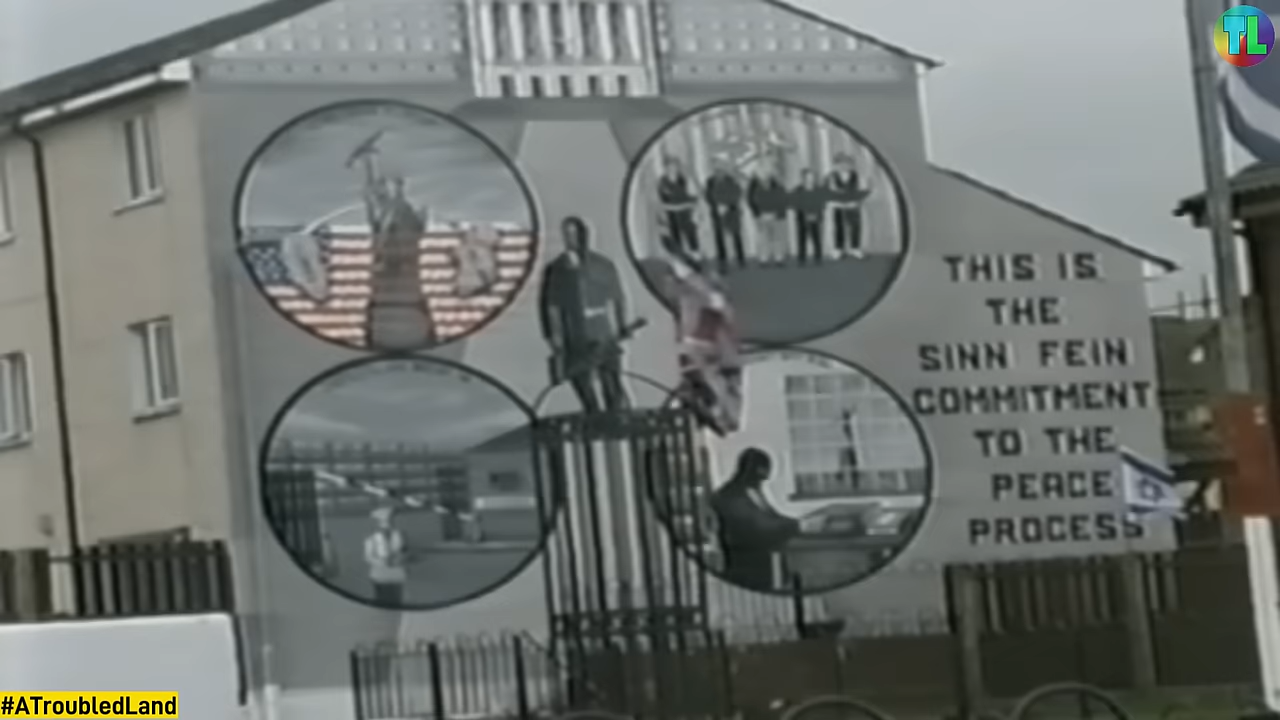 TL
THIS IS
THE
SINN FEIN
COMMITMENT
TO THE
PEACE
PROCESS
#ATroubledLand